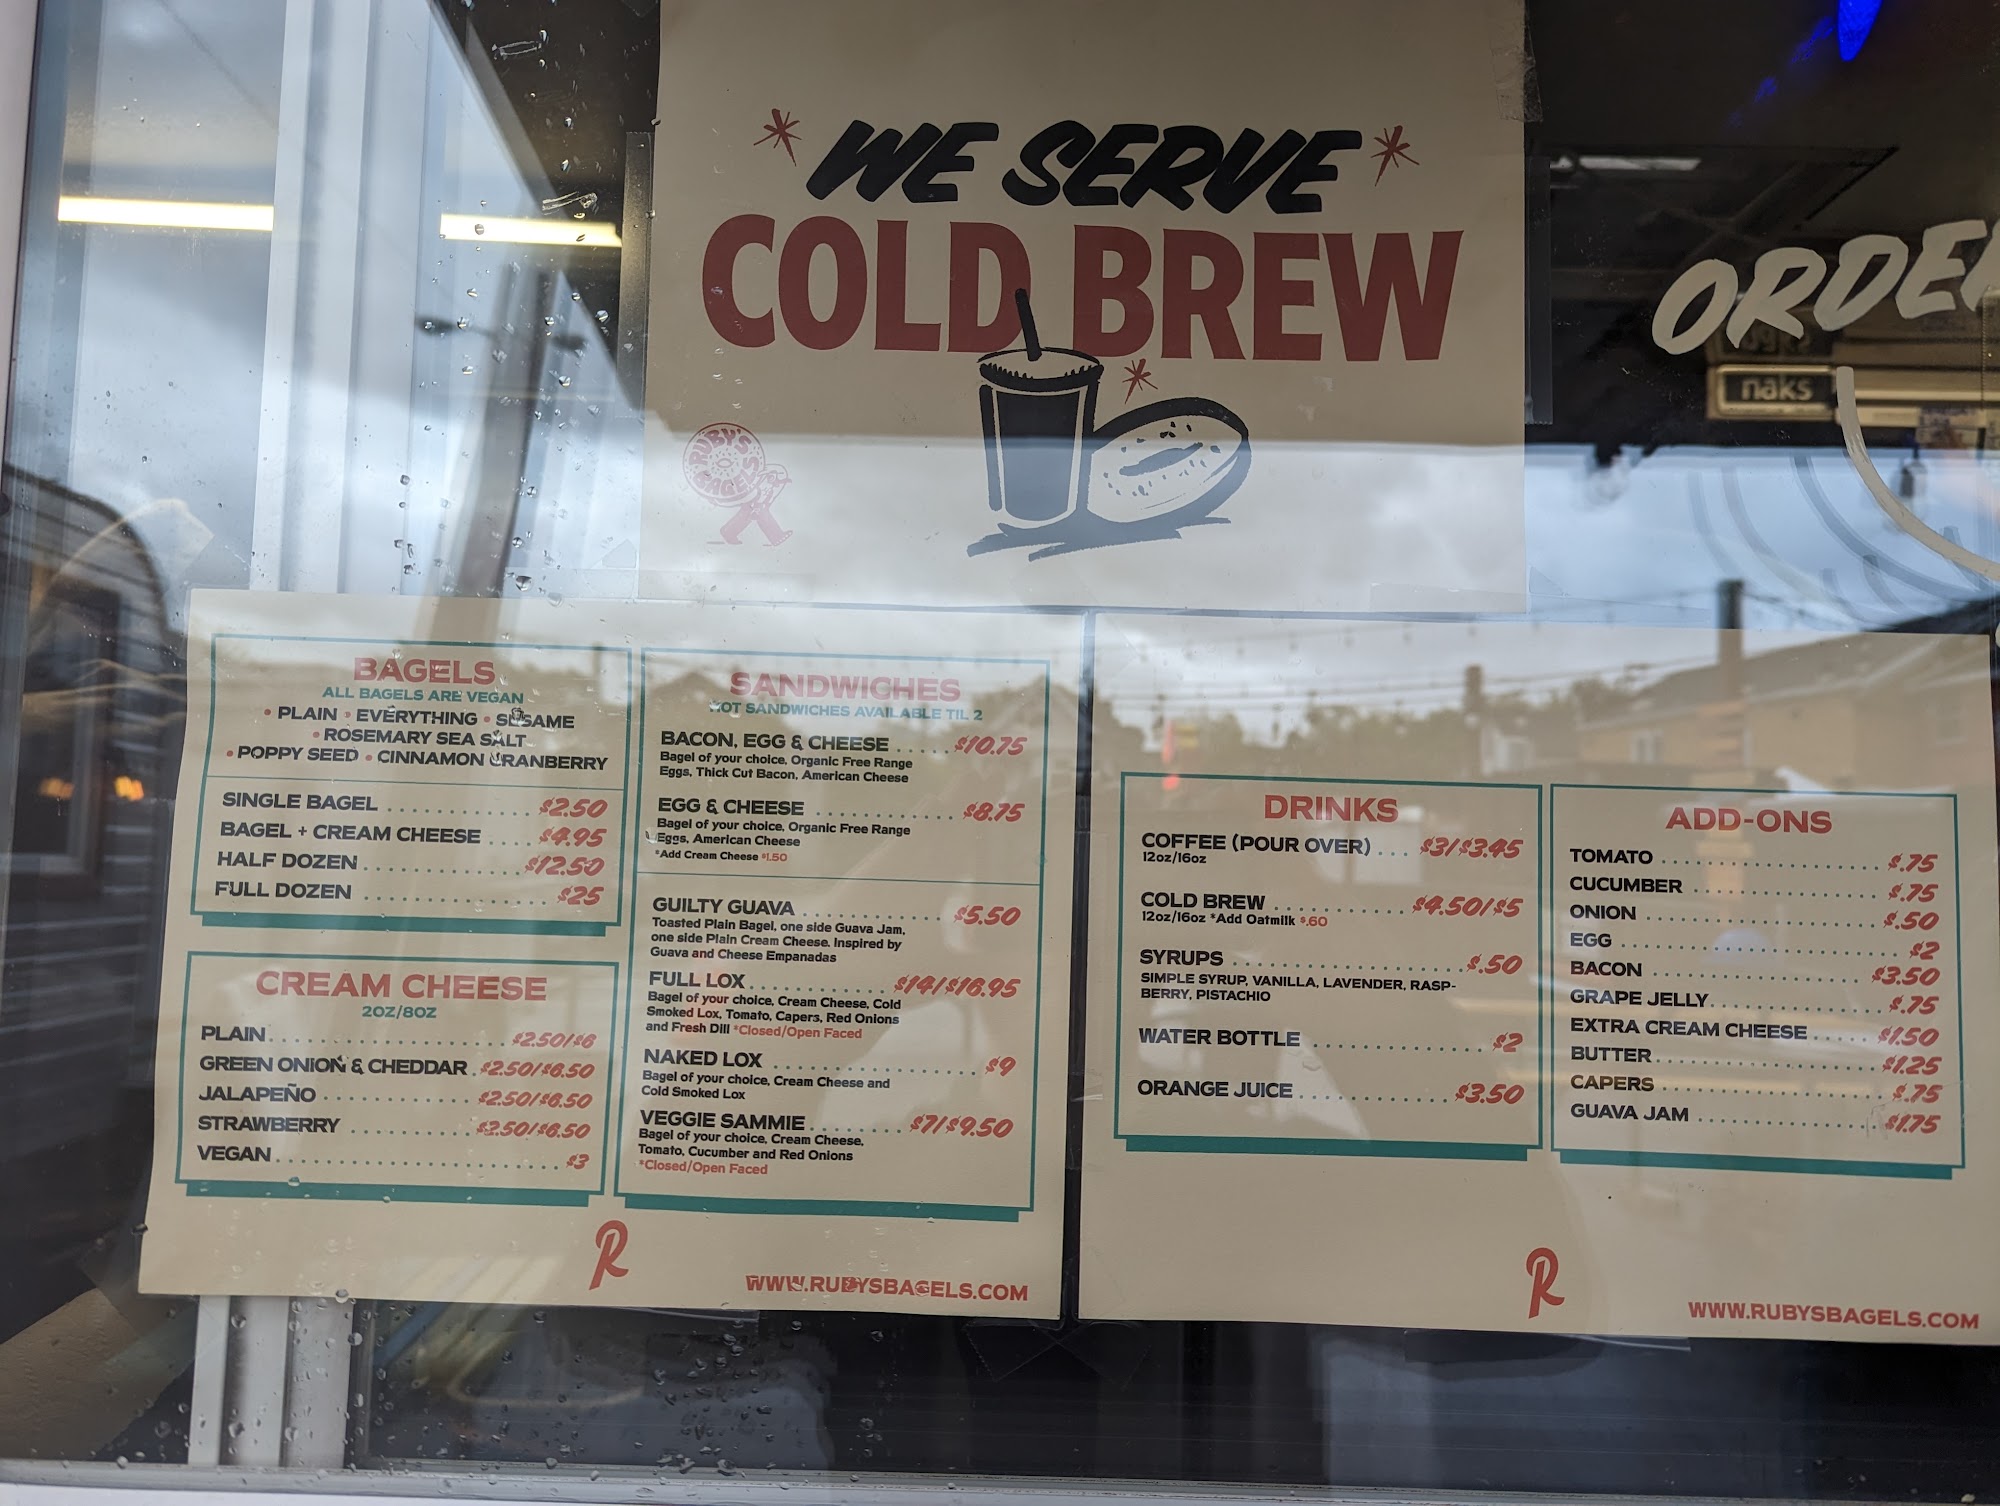 WE SERVE
COLD BREW
RUBY'S
BAGELS
ORDE
naks
BAGELS
ALL BAGELS ARE VEGAN
• PLAIN • EVERYTHING • SESAME
• ROSEMARY SEA SALT
• POPPY SEED • CINNAMON CRANBERRY
SINGLE BAGEL ........ $2.50
BAGEL + CREAM CHEESE .... $4.95
HALF DOZEN ........ $12.50
FULL DOZEN ........ $25
CREAM CHEESE
2OZ/8OZ
PLAIN ........ $2.50/$6
GREEN ONION & CHEDDAR . $2.50/$6.50
JALAPEÑO ........ $2.50/$6.50
STRAWBERRY ........ $2.50/$6.50
VEGAN ........ $3
R
WWW.RUBYSBAGELS.COM
SANDWICHES
HOT SANDWICHES AVAILABLE TIL 2
BACON, EGG & CHEESE ..... $10.75
Bagel of your choice, Organic Free Range
Eggs, Thick Cut Bacon, American Cheese
EGG & CHEESE ........ $8.75
Bagel of your choice, Organic Free Range
Eggs, American Cheese
*Add Cream Cheese $1.50
GUILTY GUAVA ........ $5.50
Toasted Plain Bagel, one side Guava Jam,
one side Plain Cream Cheese. Inspired by
Guava and Cheese Empanadas
FULL LOX ........ $14/$16.95
Bagel of your choice, Cream Cheese, Cold
Smoked Lox, Tomato, Capers, Red Onions
and Fresh Dill *Closed/Open Faced
NAKED LOX ........ $9
Bagel of your choice, Cream Cheese and
Cold Smoked Lox
VEGGIE SAMMIE ........ $7/$9.50
Bagel of your choice, Cream Cheese,
Tomato, Cucumber and Red Onions
*Closed/Open Faced
DRINKS
COFFEE (POUR OVER) ... $3/$3.45
12oz/16oz
COLD BREW ........ $4.50/$5
12oz/16oz *Add Oatmilk $.60
SYRUPS ........ $.50
SIMPLE SYRUP, VANILLA, LAVENDER, RASP-
BERRY, PISTACHIO
WATER BOTTLE ........ $2
ORANGE JUICE ........ $3.50
ADD-ONS
TOMATO ........ $.75
CUCUMBER ........ $.75
ONION ........ $.50
EGG ........ $2
BACON ........ $3.50
GRAPE JELLY ........ $.75
EXTRA CREAM CHEESE ..... $1.50
BUTTER ........ $1.25
CAPERS ........ $.75
GUAVA JAM ........ $1.75
R
WWW.RUBYSBAGELS.COM